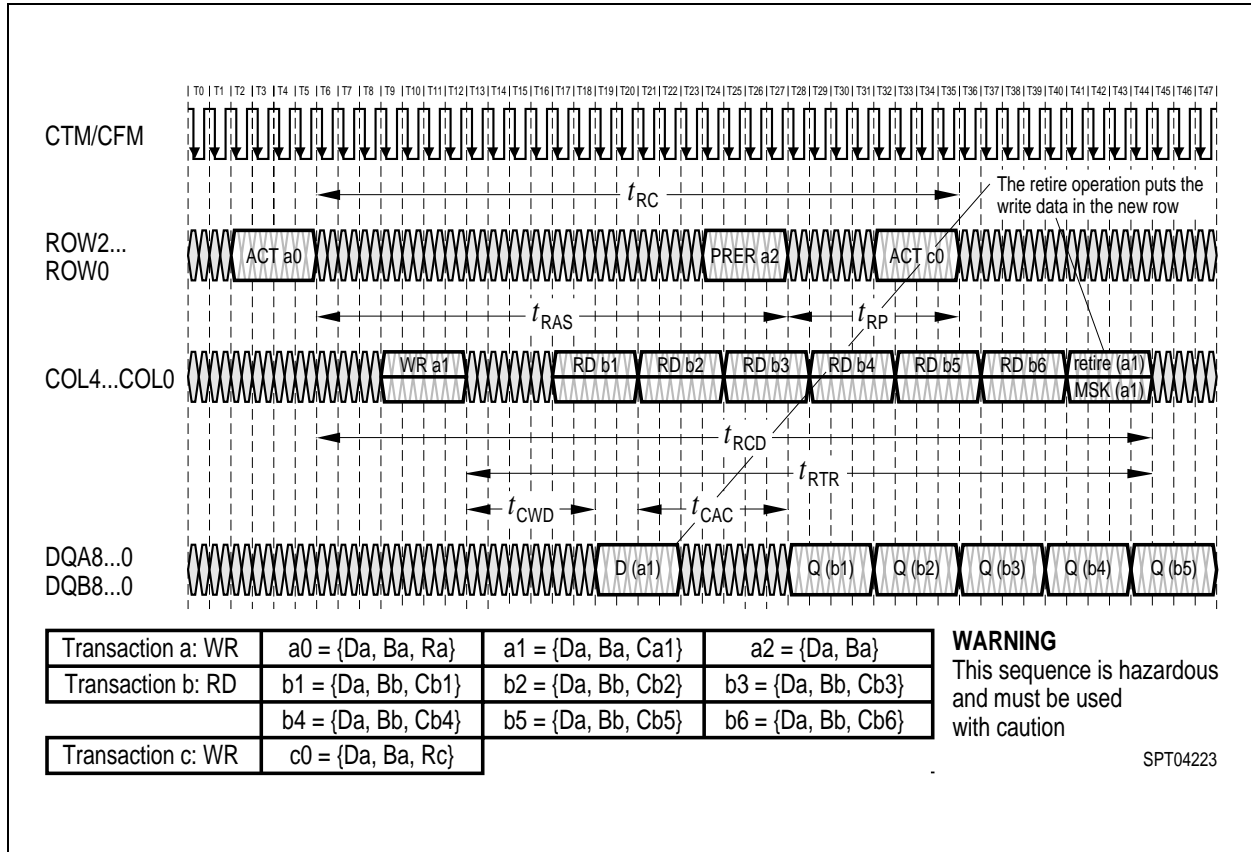 T0 T1 T2 T3 T4 T5 T6 T7 T8 T9 T10 T11 T12 T13 T14 T15 T16 T17 T18 T19 T20 T21 T22 T23 T24 T25 T26 T27 T28 T29 T30 T31 T32 T33 T34 T35 T36 T37 T38 T39 T40 T41 T42 T43 T44 T45 T46 T47
CTM/CFM
tRC
The retire operation puts the
write data in the new row
ROW2...
ROW0
ACT a0
PRER a2
ACT c0
tRAS
tRP
COL4...COL0
WR a1
RD b1
RD b2
RD b3
RD b4
RD b5
RD b6
retire (a1)
MSK (a1)
tRCD
tRTR
tCWD
tCAC
DQA8...0
DQB8...0
D (a1)
Q (b1)
Q (b2)
Q (b3)
Q (b4)
Q (b5)
Transaction a: WR a0 = {Da, Ba, Ra} a1 = {Da, Ba, Ca1} a2 = {Da, Ba}
Transaction b: RD b1 = {Da, Bb, Cb1} b2 = {Da, Bb, Cb2} b3 = {Da, Bb, Cb3}
b4 = {Da, Bb, Cb4} b5 = {Da, Bb, Cb5} b6 = {Da, Bb, Cb6}
Transaction c: WR c0 = {Da, Ba, Rc}
WARNING
This sequence is hazardous
and must be used
with caution
SPT04223